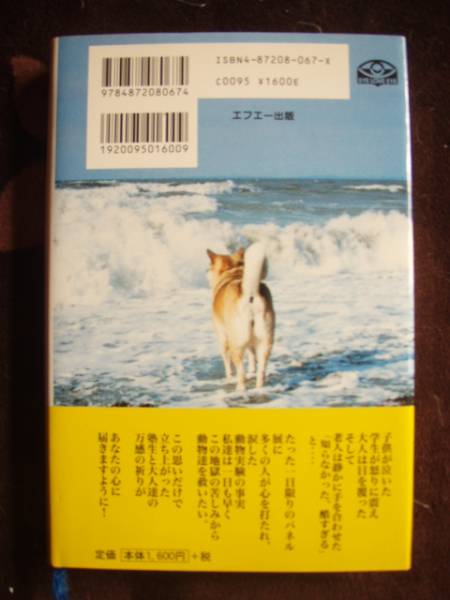 ISBN4-87208-067-X
C0095 ¥1600E
9784872080674
エフエー出版
1920095016009
子供が泣いた
学生が怒りに震え
大人は目を覆った
そして
老人は静かに手を合わせた
「知らなかった、酷すぎる」
と‥‥
たった一日限りのパネル
展に
多くの人が心を打たれ、
涙した
動物実験の事実
私達は一日も早く
この地獄の苦しみから
動物達を救いたい。
この思いだけで
立ち上がった
塾生と大人達の
万感の祈りが
あなたの心に
届きますように！
定価 本体1,600円+税